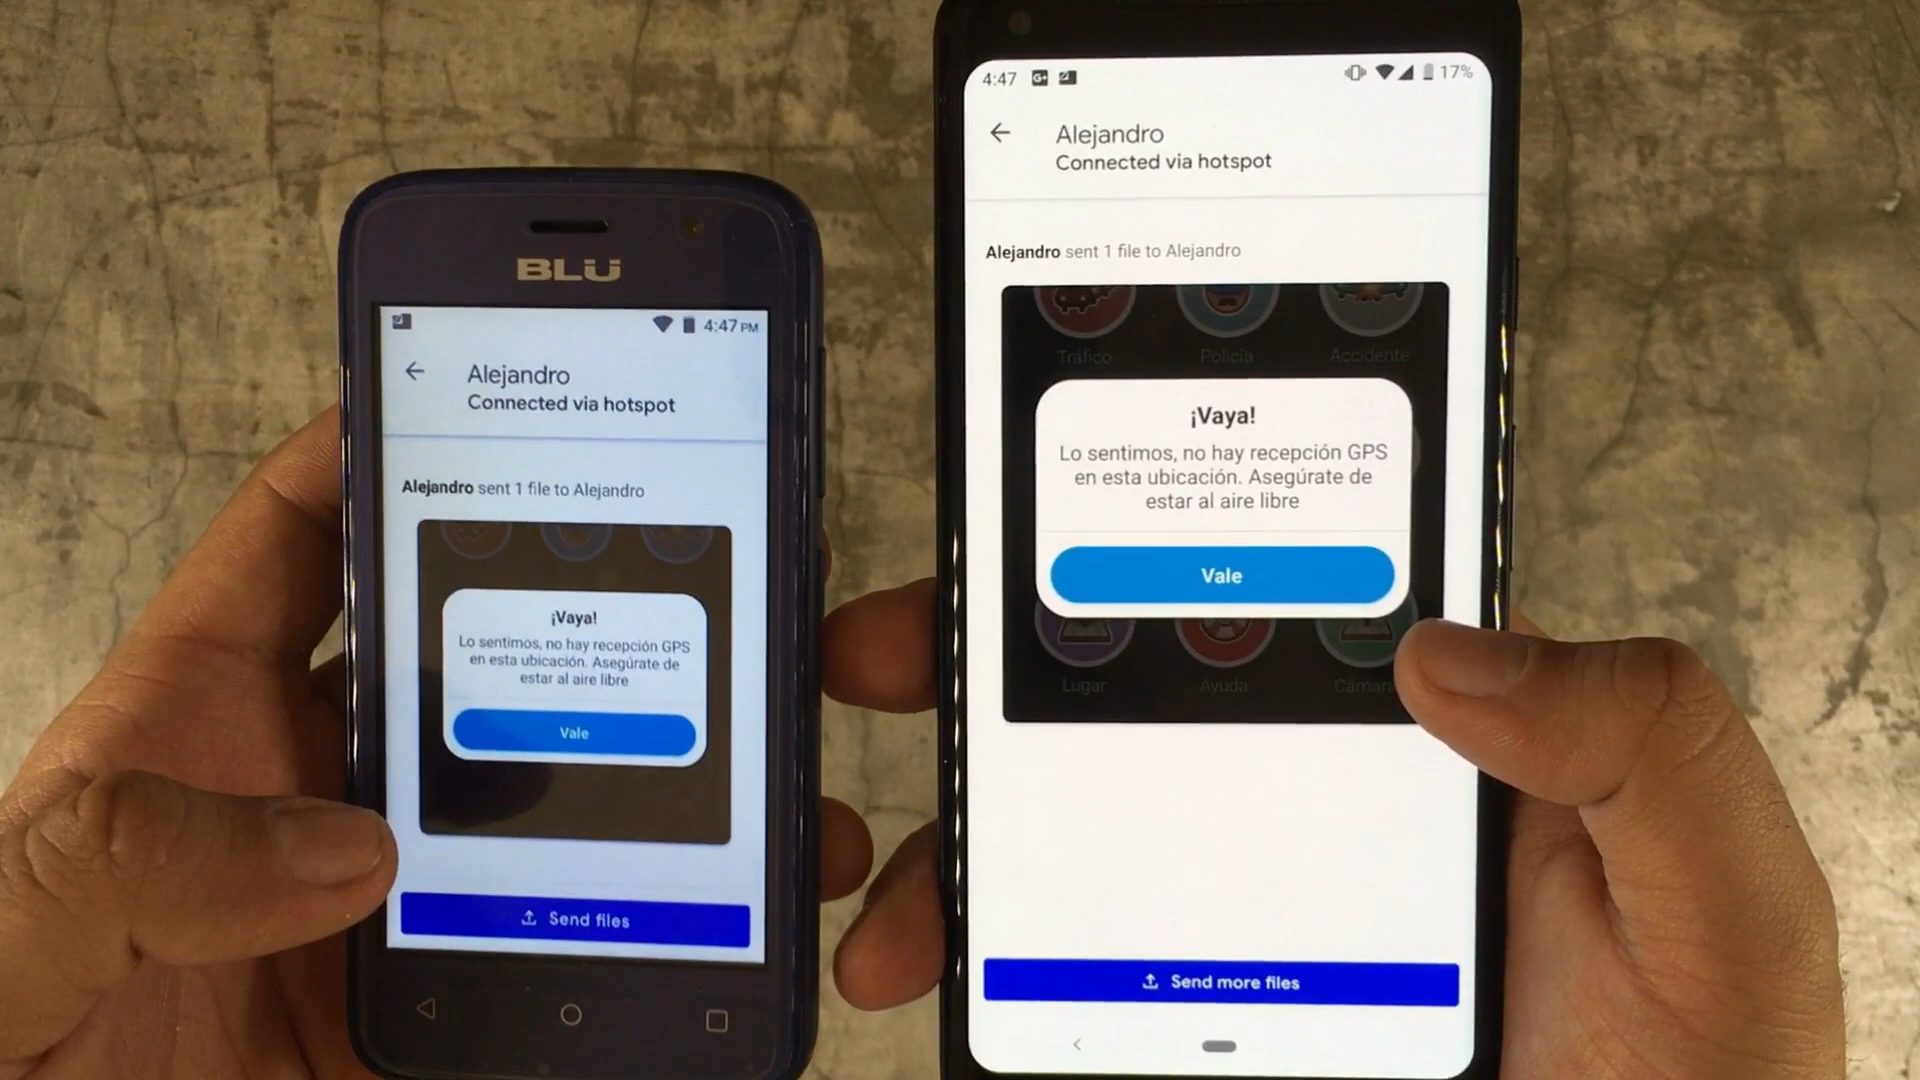 BLU
4:47 PM
Alejandro
Connected via hotspot
Alejandro sent 1 file to Alejandro
¡Vaya!
Lo sentimos, no hay recepción GPS
en esta ubicación. Asegúrate de
estar al aire libre
Vale
Send files
4:47
G+
17%
Alejandro
Connected via hotspot
Alejandro sent 1 file to Alejandro
Tráfico
Policía
Accidente
¡Vaya!
Lo sentimos, no hay recepción GPS
en esta ubicación. Asegúrate de
estar al aire libre
Vale
Lugar
Ayuda
Cámara
Send more files